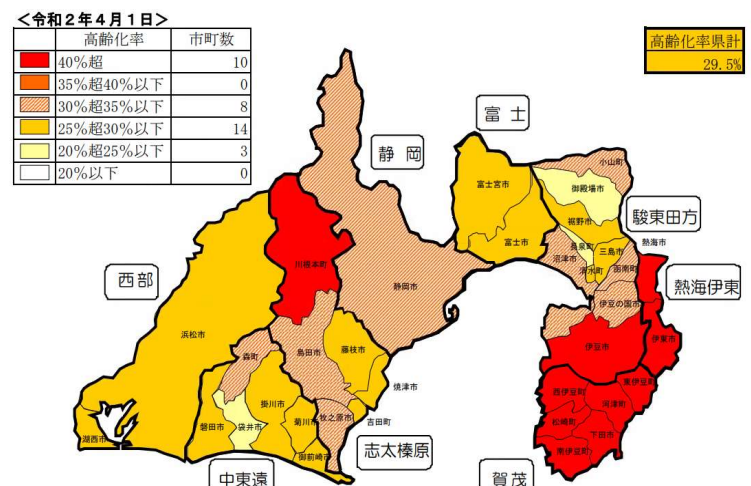 ＜令和２年４月１日＞
高齢化率 市町数
40%超 10
35%超40%以下 0
30%超35%以下 8
25%超30%以下 14
20%超25%以下 3
20%以下 0
高齢化率県計
29.5%
富士
静岡
小山町
富士宮市
御殿場市
裾野市
駿東田方
富士市
長泉町
三島市
熱海市
沼津市
清水町
函南町
川根本町
西部
静岡市
熱海伊東
伊豆の国市
浜松市
伊豆市
伊東市
森町
島田市
藤枝市
東伊豆町
焼津市
西伊豆町
河津町
掛川市
牧之原市
吉田町
松崎町
磐田市
袋井市
菊川市
下田市
湖西市
御前崎市
志太榛原
南伊豆町
中東遠
賀茂